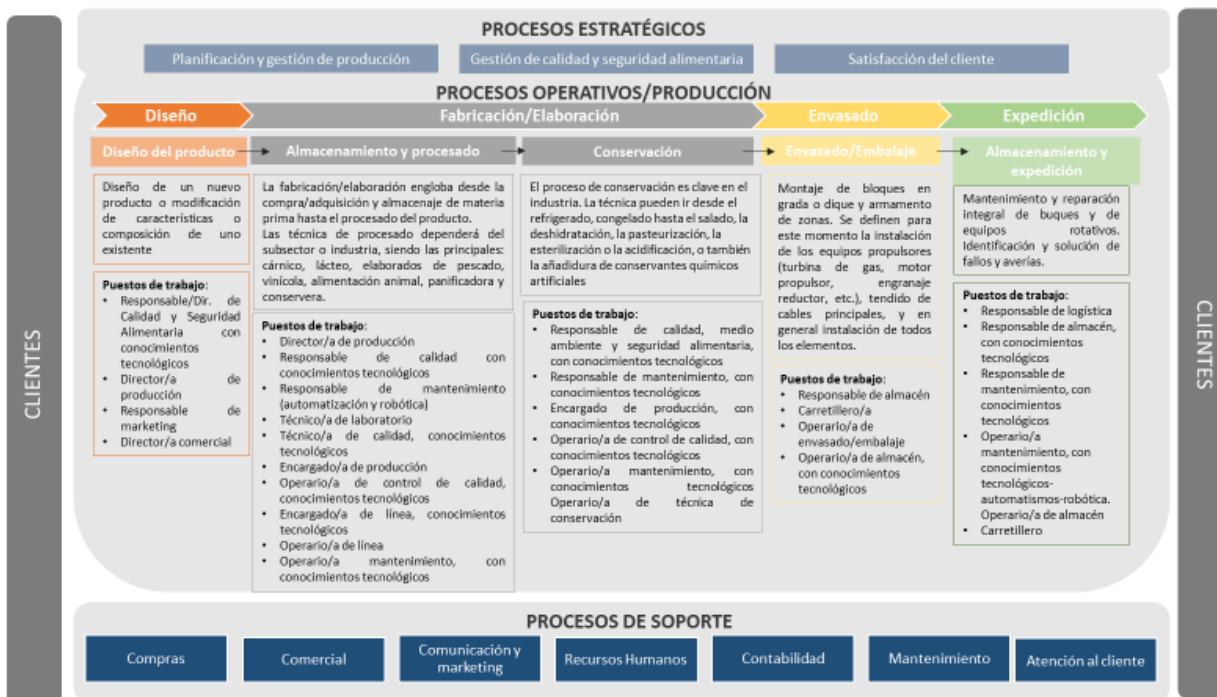 CLIENTES
PROCESOS ESTRATÉGICOS
Planificación y gestión de producción
Gestión de calidad y seguridad alimentaria
Satisfacción del cliente
PROCESOS OPERATIVOS/PRODUCCIÓN
Diseño
Fabricación/Elaboración
Envasado
Expedición
Diseño del producto
Diseño de un nuevo
producto o modificación
de características o
composición de uno
existente
Puestos de trabajo:
• Responsable/Dir. de
Calidad y Seguridad
Alimentaria con
conocimientos
tecnológicos
• Director/a de
producción
• Responsable de
marketing
• Director/a comercial
Almacenamiento y procesado
La fabricación/elaboración engloba desde la
compra/adquisición y almacenaje de materia
prima hasta el procesado del producto.
Las técnica de procesado dependerá del
subsector o industria, siendo las principales:
cárnico, lácteo, elaborados de pescado,
vinícola, alimentación animal, panificadora y
conservera.
Puestos de trabajo:
• Director/a de producción
• Responsable de calidad con
conocimientos tecnológicos
• Responsable de mantenimiento
(automatización y robótica)
• Técnico/a de laboratorio
• Técnico/a de calidad, conocimientos
tecnológicos
• Encargado/a de producción
• Operario/a de control de calidad,
conocimientos tecnológicos
• Encargado/a de línea, conocimientos
tecnológicos
• Operario/a de línea
• Operario/a mantenimiento, con
conocimientos tecnológicos
Conservación
El proceso de conservación es clave en el
industria. La técnica pueden ir desde el
refrigerado, congelado hasta el salado, la
deshidratación, la pasteurización, la
esterilización o la acidificación, o también
la añadidura de conservantes químicos
artificiales
Puestos de trabajo:
• Responsable de calidad, medio
ambiente y seguridad alimentaria,
con conocimientos tecnológicos
• Responsable de mantenimiento, con
conocimientos tecnológicos
• Encargado de producción, con
conocimientos tecnológicos
• Operario/a de control de calidad, con
conocimientos tecnológicos
• Operario/a mantenimiento, con
conocimientos tecnológicos
Operario/a de técnica de
conservación
Envasado/Embalaje
Montaje de bloques en
grada o dique y armamento
de zonas. Se definen para
este momento la instalación
de los equipos propulsores
(turbina de gas, motor
propulsor, engranaje
reductor, etc.), tendido de
cables principales, y en
general instalación de todos
los elementos.
Puestos de trabajo:
• Responsable de almacén
• Carretillero/a
• Operario/a de
envasado/embalaje
• Operario/a de almacén,
con conocimientos
tecnológicos
Almacenamiento y
expedición
Mantenimiento y reparación
integral de buques y de
equipos rotativos.
Identificación y solución de
fallos y averías.
Puestos de trabajo:
• Responsable de logística
• Responsable de almacén,
con conocimientos
tecnológicos
• Responsable de
mantenimiento, con
conocimientos
tecnológicos
• Operario/a
mantenimiento, con
conocimientos
tecnológicos-
automatismos-robótica.
Operario/a de almacén
• Carretillero
PROCESOS DE SOPORTE
Compras
Comercial
Comunicación y
marketing
Recursos Humanos
Contabilidad
Mantenimiento
Atención al cliente
CLIENTES